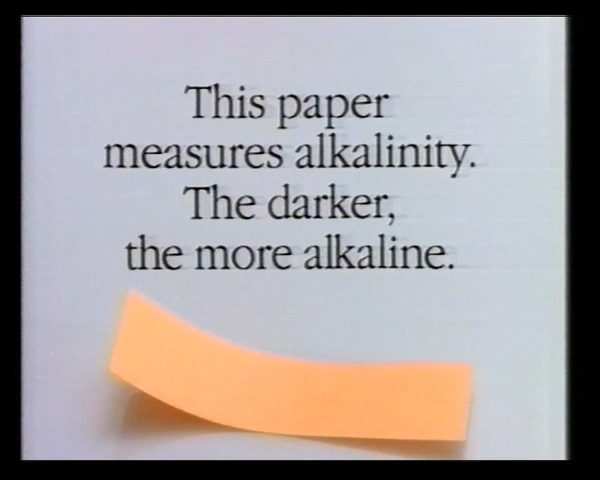 This paper
measures alkalinity.
The darker,
the more alkaline.